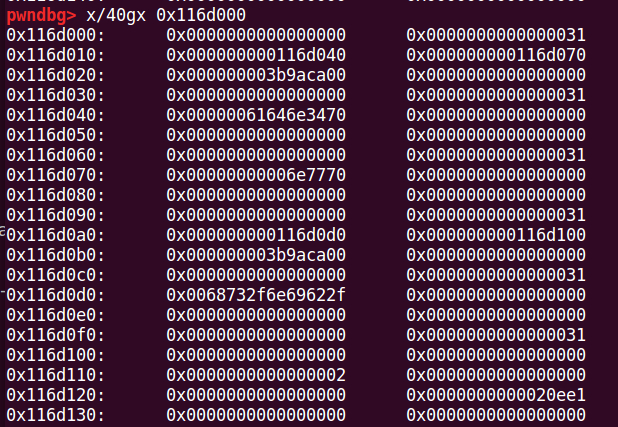 pwndbg> x/40gx 0x116d000
0x116d000: 0x0000000000000000 0x0000000000000031
0x116d010: 0x000000000116d040 0x000000000116d070
0x116d020: 0x000000003b9aca00 0x0000000000000000
0x116d030: 0x0000000000000000 0x0000000000000031
0x116d040: 0x00000061646e3470 0x0000000000000000
0x116d050: 0x0000000000000000 0x0000000000000000
0x116d060: 0x0000000000000000 0x0000000000000031
0x116d070: 0x00000000006e7770 0x0000000000000000
0x116d080: 0x0000000000000000 0x0000000000000000
0x116d090: 0x0000000000000000 0x0000000000000031
0x116d0a0: 0x000000000116d0d0 0x000000000116d100
0x116d0b0: 0x000000003b9aca00 0x0000000000000000
0x116d0c0: 0x0000000000000000 0x0000000000000031
0x116d0d0: 0x0068732f6e69622f 0x0000000000000000
0x116d0e0: 0x0000000000000000 0x0000000000000000
0x116d0f0: 0x0000000000000000 0x0000000000000031
0x116d100: 0x0000000000000000 0x0000000000000000
0x116d110: 0x0000000000000002 0x0000000000000000
0x116d120: 0x0000000000000000 0x0000000000020ee1
0x116d130: 0x0000000000000000 0x0000000000000000